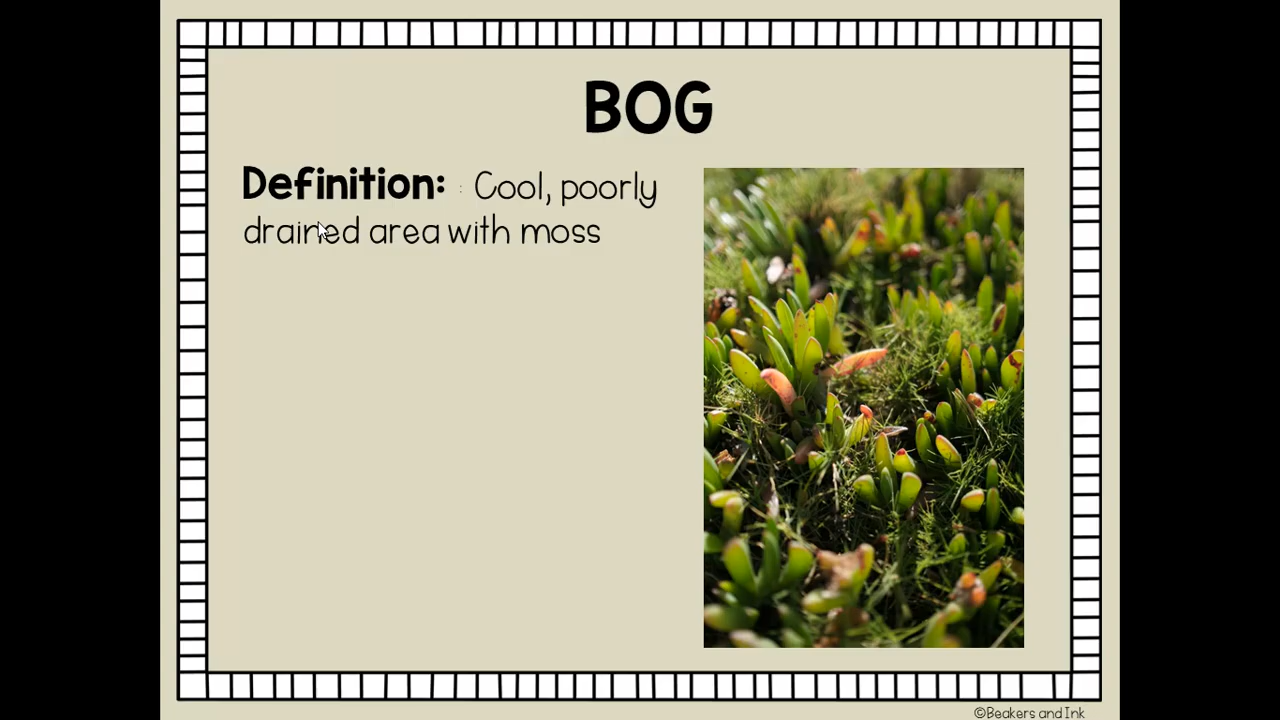 BOG
Definition: : Cool, poorly
drained area with moss
©Beakers and Ink